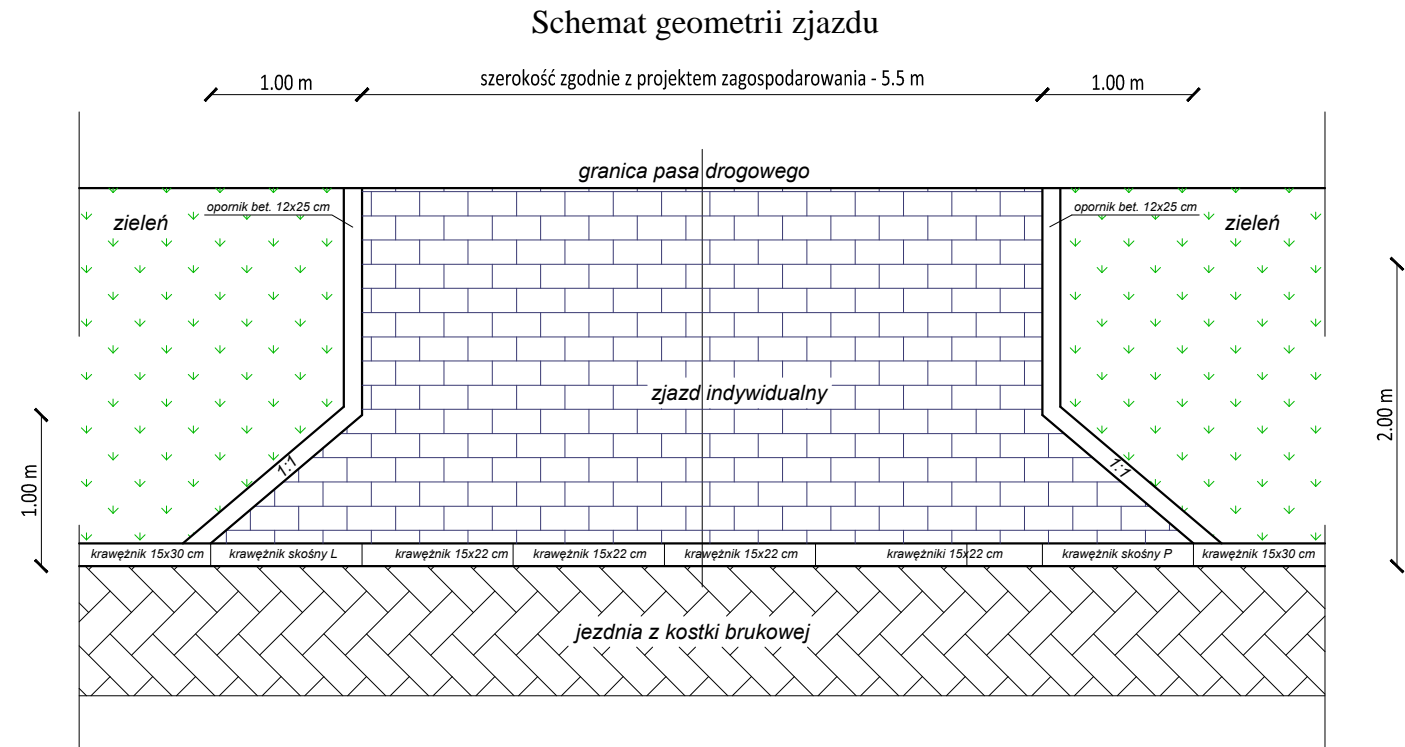 Schemat geometrii zjazdu
1.00 m
szerokość zgodnie z projektem zagospodarowania - 5.5 m
1.00 m
granica pasa drogowego
opornik bet. 12x25 cm
opornik bet. 12x25 cm
zieleń
zieleń
zjazd indywidualny
2.00 m
1:1
1:1
1.00 m
krawężnik 15x30 cm
krawężnik skośny L
krawężnik 15x22 cm
krawężnik 15x22 cm
krawężnik 15x22 cm
krawężniki 15x22 cm
krawężnik skośny P
krawężnik 15x30 cm
jezdnia z kostki brukowej